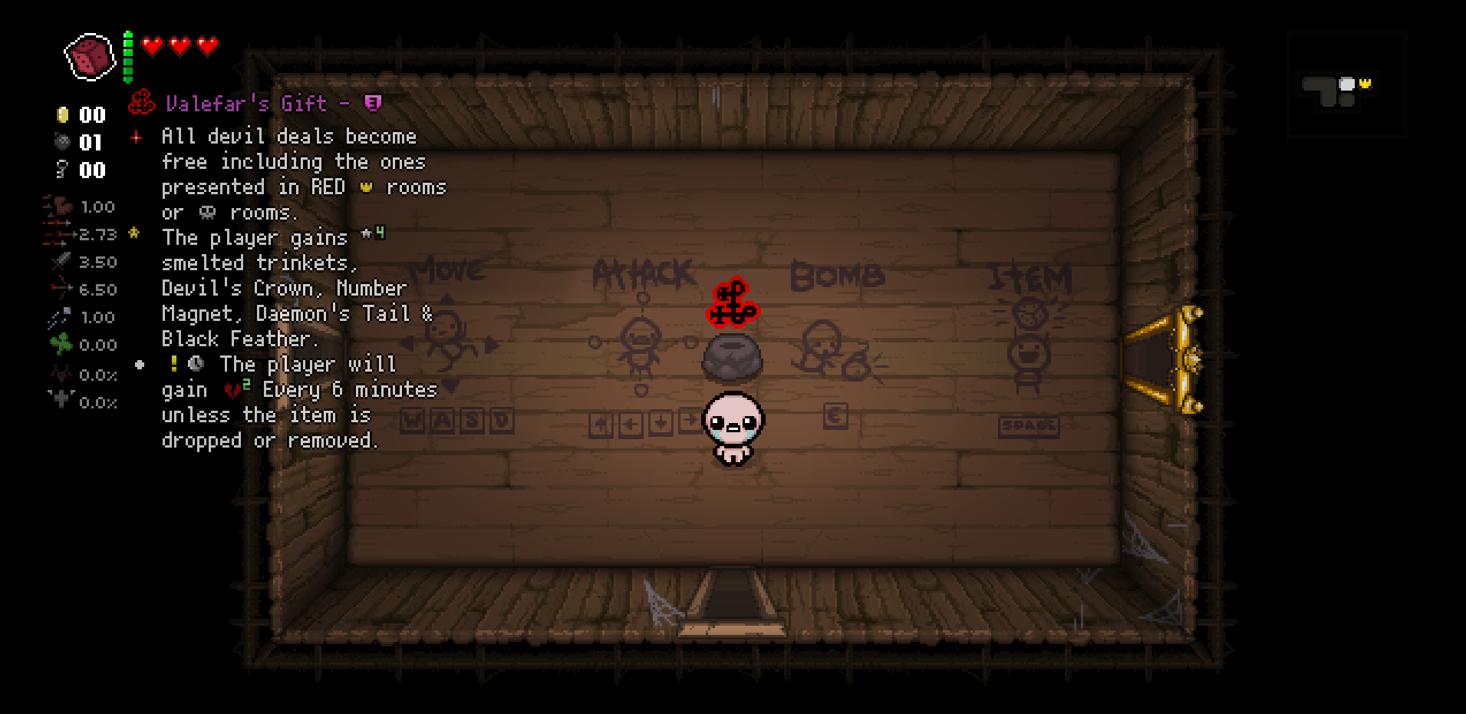 00
01
00
1.00
2.73
3.50
6.50
1.00
0.00
0.0%
0.0%
Valefar's Gift - 3
All devil deals become
free including the ones
presented in RED rooms
or rooms.
The player gains 4
smelted trinkets,
Devil's Crown, Number
Magnet, Daemon's Tail &
Black Feather.
! The player will
gain 2 Every 6 minutes
unless the item is
dropped or removed.
MOVE ATTACK BOMB ITEM
W A S D E SPACE